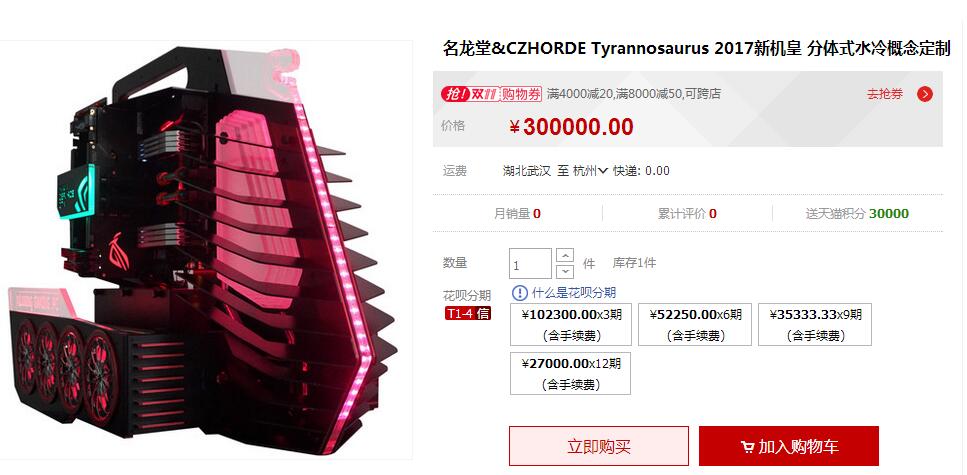 名龙堂&CZHORDE Tyrannosaurus 2017新机皇 分体式水冷概念定制
抢!双11购物券 满4000减20,满8000减50,可跨店 去抢券
价格 ¥300000.00
运费 湖北武汉 至 杭州 快递: 0.00
月销量 0 累计评价 0 送天猫积分 30000
数量 1 件 库存1件
花呗分期 什么是花呗分期
T1-4 信
¥102300.00x3期 ¥52250.00x6期 ¥35333.33x9期
(含手续费) (含手续费) (含手续费)
¥27000.00x12期
(含手续费)
立即购买 加入购物车